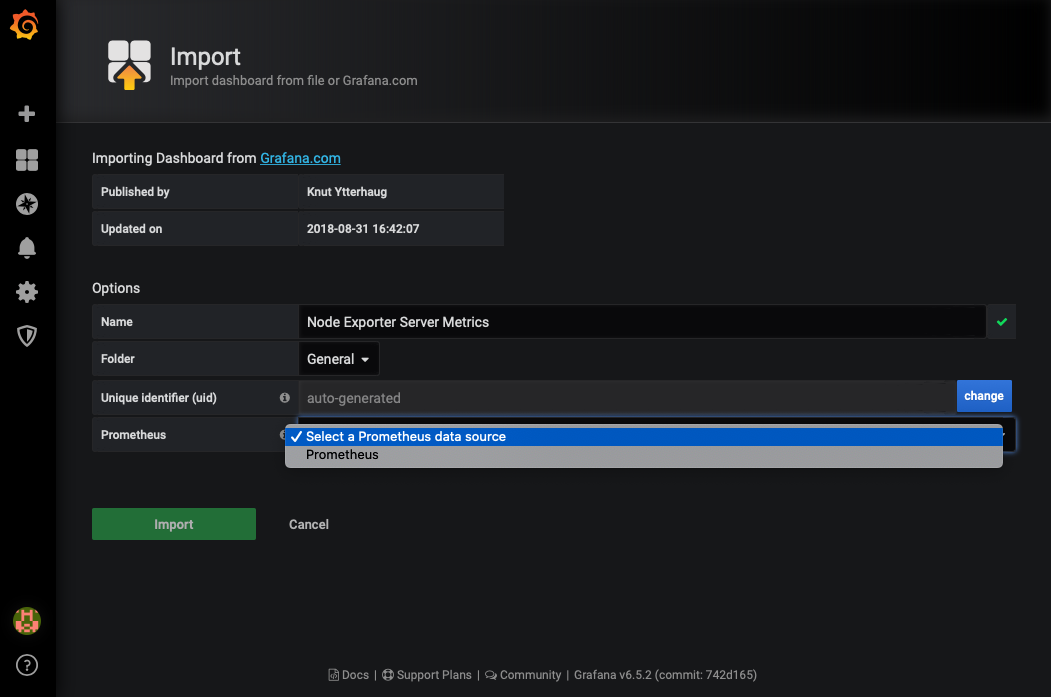 Import
Import dashboard from file or Grafana.com
Importing Dashboard from Grafana.com
Published by Knut Ytterhaug
Updated on 2018-08-31 16:42:07
Options
Name Node Exporter Server Metrics
Folder General
Unique identifier (uid) auto-generated change
Prometheus
Select a Prometheus data source
Prometheus
Import Cancel
Docs | Support Plans | Community | Grafana v6.5.2 (commit: 742d165)